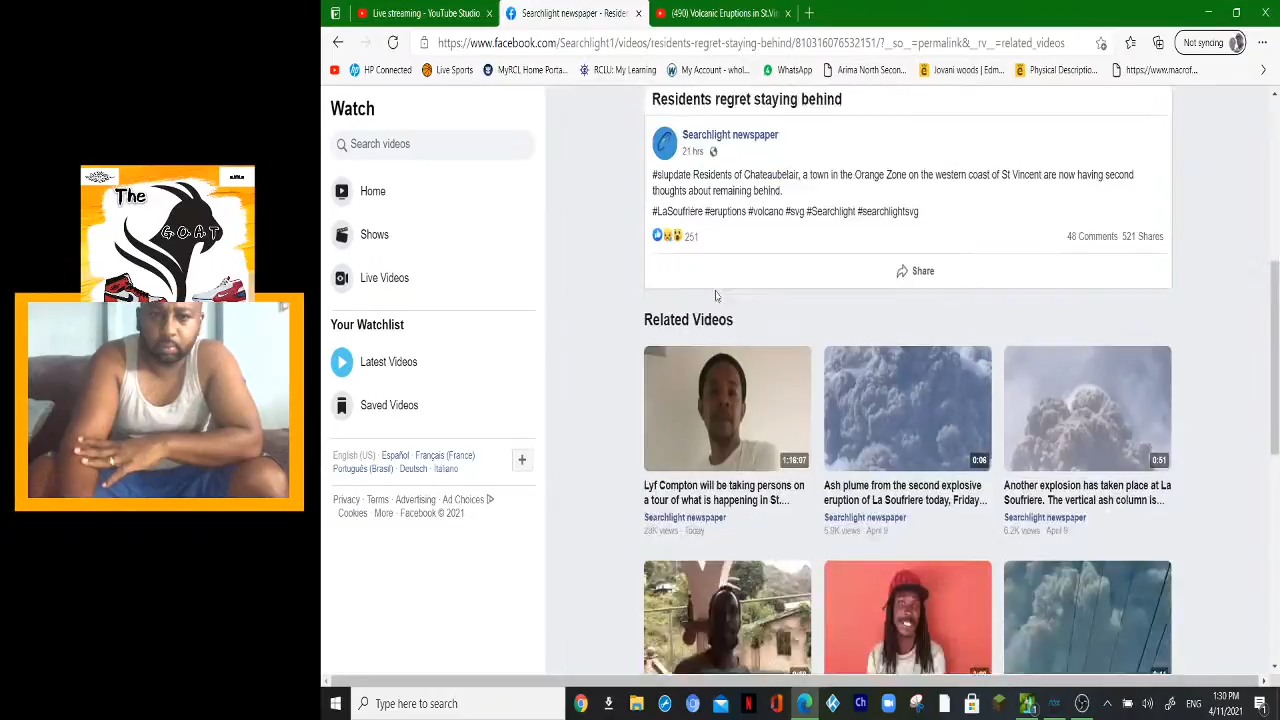 Live streaming - YouTube Studio
Searchlight newspaper - Reside
(490) Volcanic Eruptions in St.Vin
https://www.facebook.com/Searchlight1/videos/residents-regret-staying-behind/810316076532151/?_so_=permalink&_rv_=related_videos
Not syncing
HP Connected
Live Sports
MyRCL Home Porta...
RCLU: My Learning
My Account - whol...
WhatsApp
Arima North Secon...
Jovani woods | Edm...
Physical Descriptio...
https://www.macrof...
Watch
Search videos
Home
Shows
Live Videos
Your Watchlist
Latest Videos
Saved Videos
English (US) · Español · Français (France)
Português (Brasil) · Deutsch · Italiano
Privacy · Terms · Advertising · Ad Choices
Cookies · More · Facebook © 2021
The
G.O.A.T
Residents regret staying behind
Searchlight newspaper
21 hrs
#slupdate Residents of Chateaubelair, a town in the Orange Zone on the western coast of St Vincent are now having second
thoughts about remaining behind.
#LaSoufrière #eruptions #volcano #svg #Searchlight #searchlightsvg
251
48 Comments 521 Shares
Share
Related Videos
1:16:07
0:06
0:51
Lyf Compton will be taking persons on
a tour of what is happening in St....
Searchlight newspaper
23K views · Today
Ash plume from the second explosive
eruption of La Soufriere today, Friday...
Searchlight newspaper
5.9K views · April 9
Another explosion has taken place at La
Soufriere. The vertical ash column is...
Searchlight newspaper
6.2K views · April 9
Type here to search
ENG
1:30 PM
4/11/2021